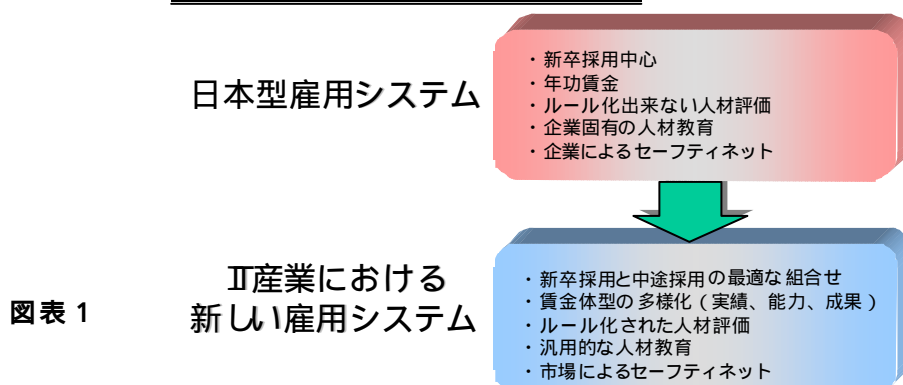 日本型雇用システム
・新卒採用中心
・年功賃金
・ルール化出来ない人材評価
・企業固有の人材教育
・企業によるセーフティネット
図表1
IT産業における
新しい雇用システム
・新卒採用と中途採用の最適な組合せ
・賃金体型の多様化（実績、能力、成果）
・ルール化された人材評価
・汎用的な人材教育
・市場によるセーフティネット